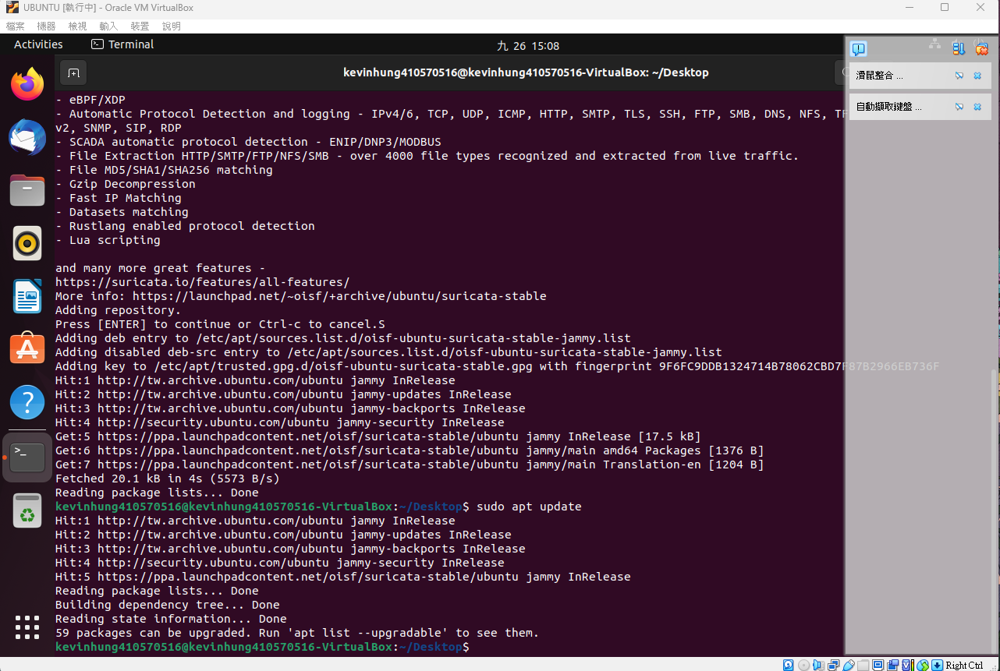 UBUNTU [執行中] - Oracle VM VirtualBox
檔案 機器 檢視 輸入 裝置 說明
Activities Terminal 九 26 15:08
kevinhung410570516@kevinhung410570516-VirtualBox: ~/Desktop
滑鼠整合 ...
自動擷取鍵盤 ...
- eBPF/XDP
- Automatic Protocol Detection and logging - IPv4/6, TCP, UDP, ICMP, HTTP, SMTP, TLS, SSH, FTP, SMB, DNS, NFS,
v2, SNMP, SIP, RDP
- SCADA automatic protocol detection - ENIP/DNP3/MODBUS
- File Extraction HTTP/SMTP/FTP/NFS/SMB - over 4000 file types recognized and extracted from live traffic.
- File MD5/SHA1/SHA256 matching
- Gzip Decompression
- Fast IP Matching
- Datasets matching
- Rustlang enabled protocol detection
- Lua scripting
and many more great features -
https://suricata.io/features/all-features/
More info: https://launchpad.net/~oisf/+archive/ubuntu/suricata-stable
Adding repository.
Press [ENTER] to continue or Ctrl-c to cancel.S
Adding deb entry to /etc/apt/sources.list.d/oisf-ubuntu-suricata-stable-jammy.list
Adding disabled deb-src entry to /etc/apt/sources.list.d/oisf-ubuntu-suricata-stable-jammy.list
Adding key to /etc/apt/trusted.gpg.d/oisf-ubuntu-suricata-stable.gpg with fingerprint 9F6FC9DDB1324714B78062CBD7FB7B2966EB736F
Hit:1 http://tw.archive.ubuntu.com/ubuntu jammy InRelease
Hit:2 http://tw.archive.ubuntu.com/ubuntu jammy-updates InRelease
Hit:3 http://tw.archive.ubuntu.com/ubuntu jammy-backports InRelease
Hit:4 http://security.ubuntu.com/ubuntu jammy-security InRelease
Get:5 https://ppa.launchpadcontent.net/oisf/suricata-stable/ubuntu jammy InRelease [17.5 kB]
Get:6 https://ppa.launchpadcontent.net/oisf/suricata-stable/ubuntu jammy/main amd64 Packages [1376 B]
Get:7 https://ppa.launchpadcontent.net/oisf/suricata-stable/ubuntu jammy/main Translation-en [1204 B]
Fetched 20.1 kB in 4s (5573 B/s)
Reading package lists... Done
kevinhung410570516@kevinhung410570516-VirtualBox:~/Desktop$ sudo apt update
Hit:1 http://tw.archive.ubuntu.com/ubuntu jammy InRelease
Hit:2 http://tw.archive.ubuntu.com/ubuntu jammy-updates InRelease
Hit:3 http://tw.archive.ubuntu.com/ubuntu jammy-backports InRelease
Hit:4 http://security.ubuntu.com/ubuntu jammy-security InRelease
Hit:5 https://ppa.launchpadcontent.net/oisf/suricata-stable/ubuntu jammy InRelease
Reading package lists... Done
Building dependency tree... Done
Reading state information... Done
59 packages can be upgraded. Run 'apt list --upgradable' to see them.
kevinhung410570516@kevinhung410570516-VirtualBox:~/Desktop$
Right Ctrl